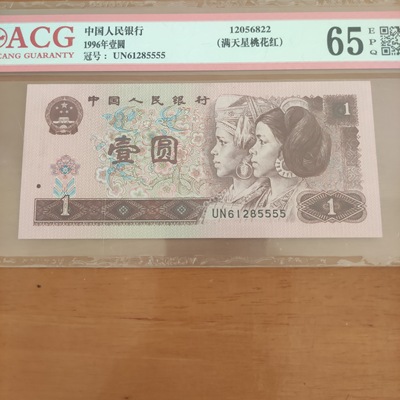 ACG
ANG GUARANTY
中国人民银行
1996年壹圆
冠号：UN61285555
12056822
(满天星桃花红)
65
E
P
Q
中国人民银行
1
壹圆
UN61285555
1
1